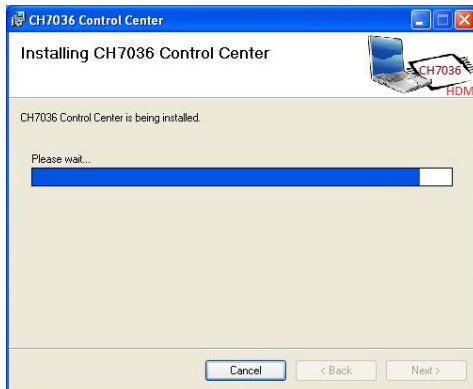 CH7036 Control Center
Installing CH7036 Control Center
CH7036
HDM
CH7036 Control Center is being installed.
Please wait...
Cancel
< Back
Next >